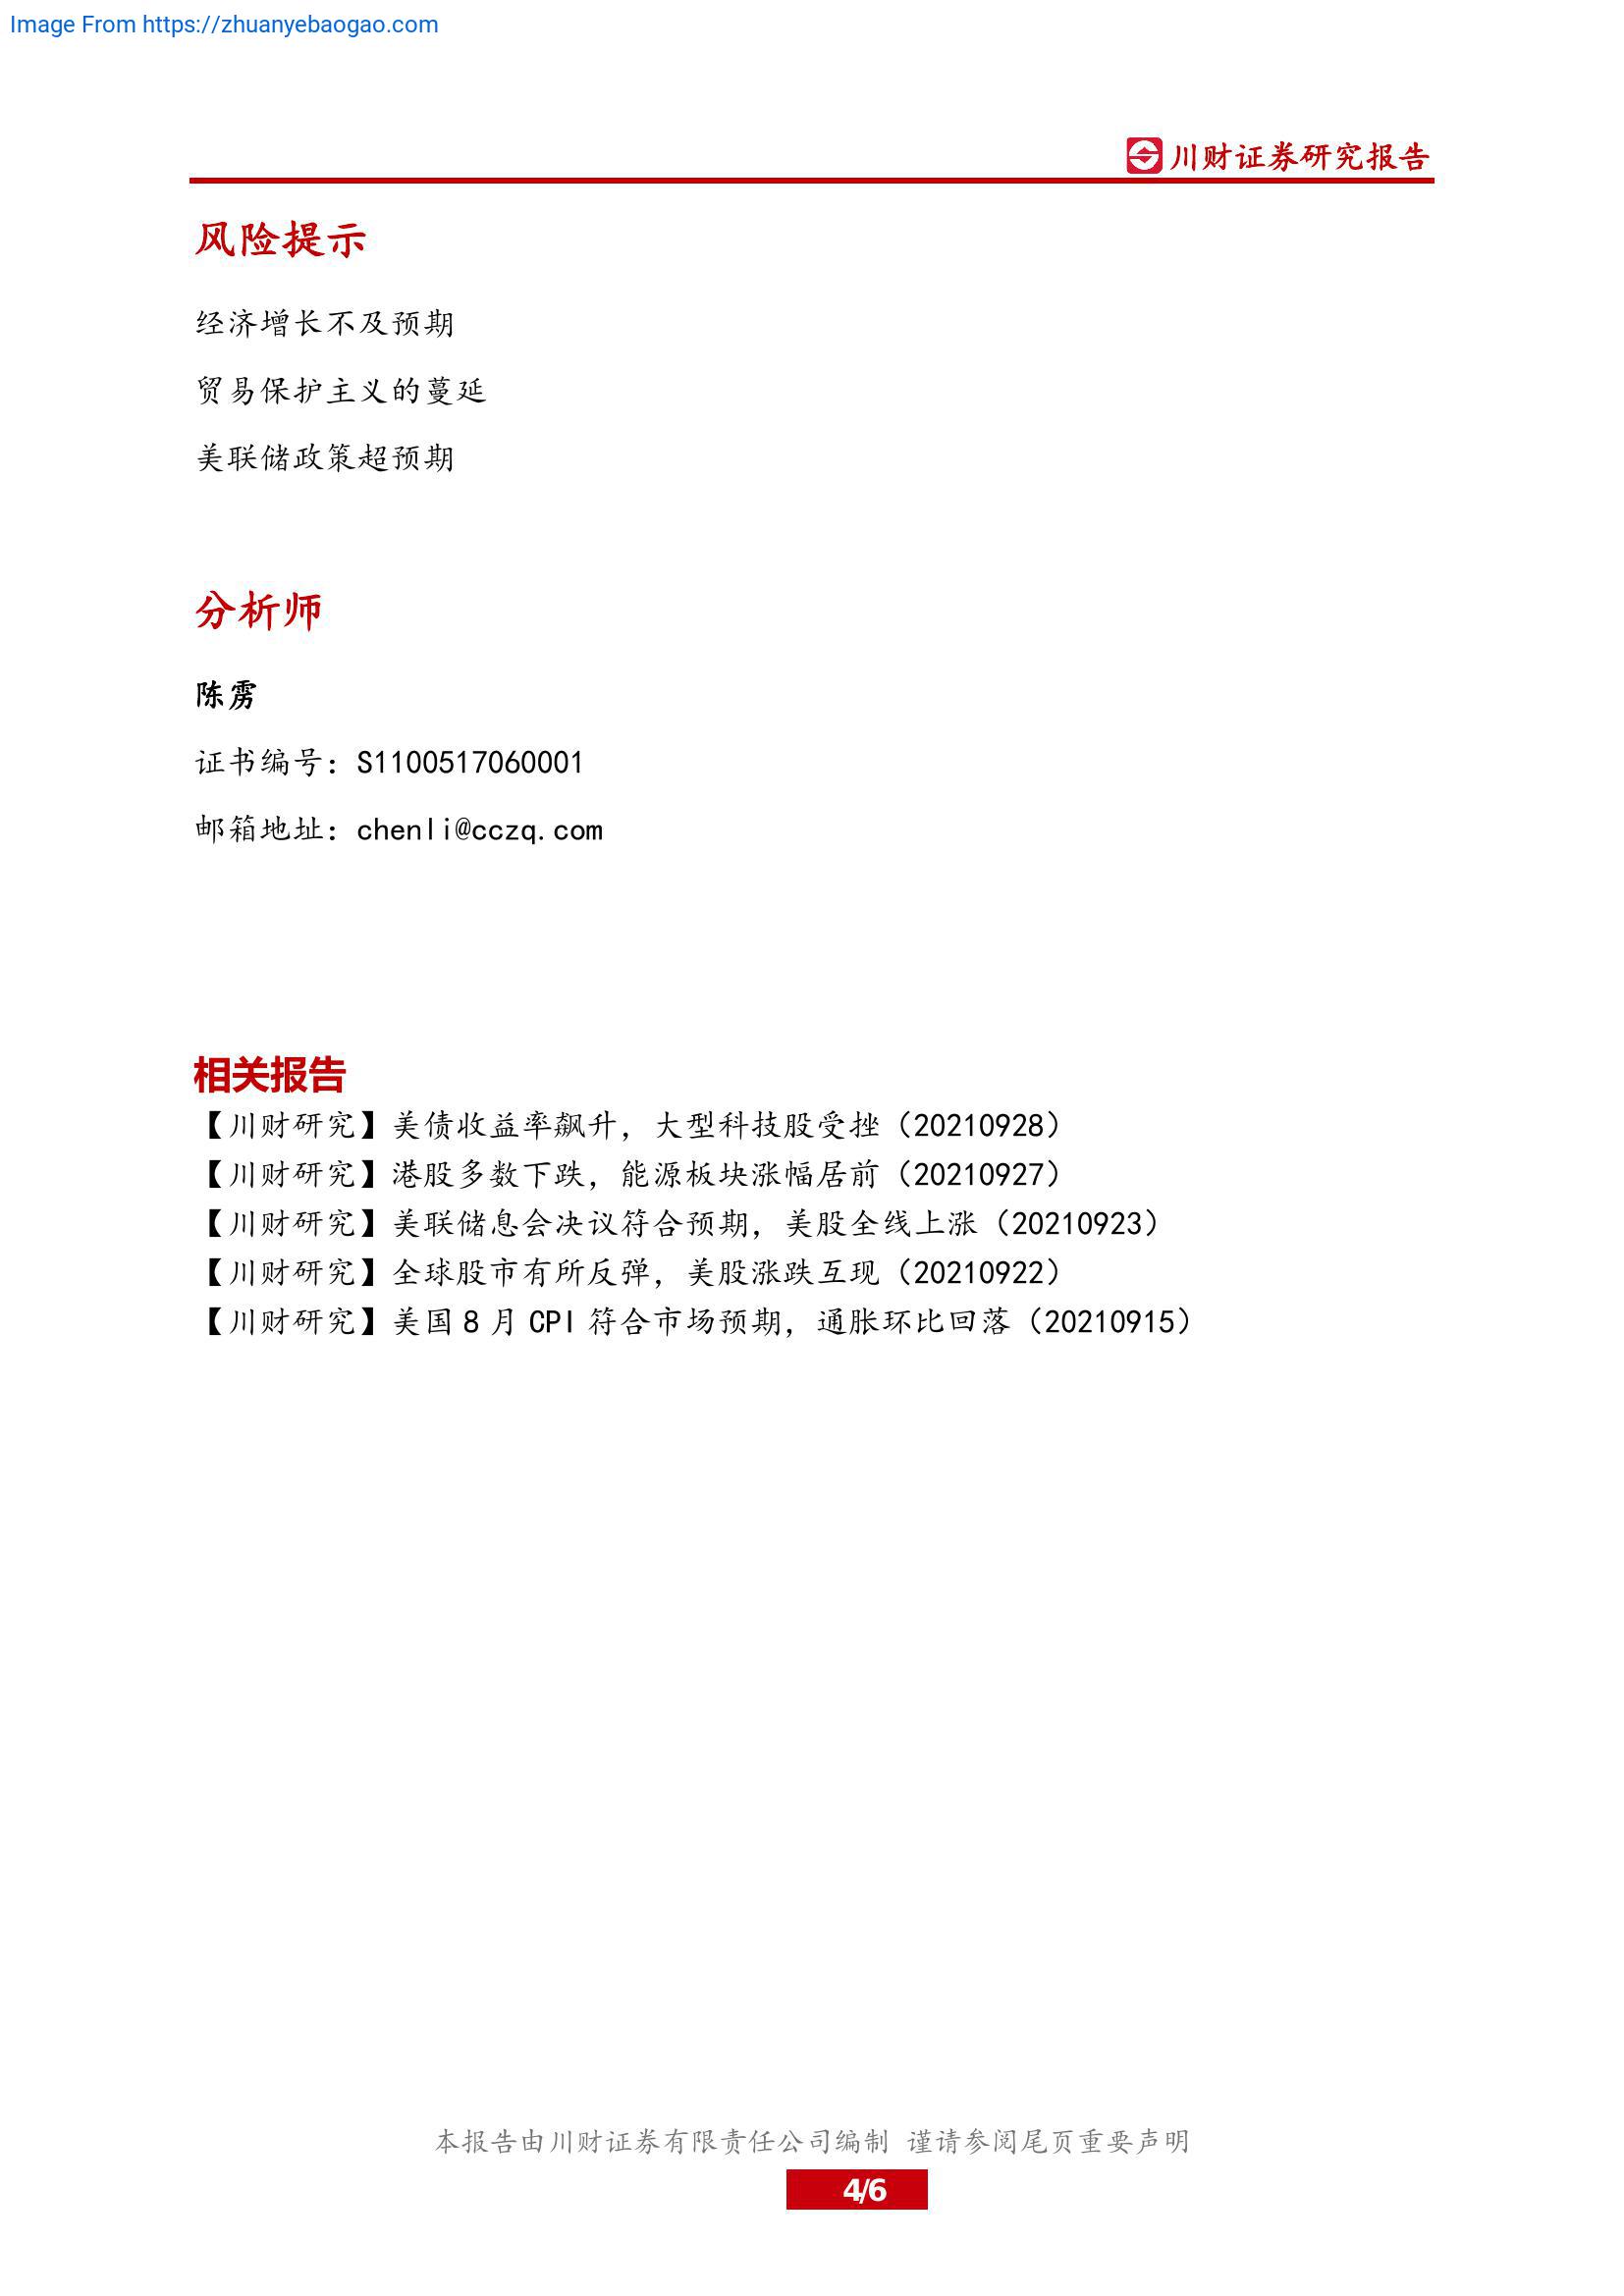 Image From https://zhuanyebaogao.com
川财证券研究报告
风险提示
经济增长不及预期
贸易保护主义的蔓延
美联储政策超预期
分析师
陈雳
证书编号：S1100517060001
邮箱地址：chenli@cczq.com
相关报告
【川财研究】美债收益率飙升，大型科技股受挫（20210928）
【川财研究】港股多数下跌，能源板块涨幅居前（20210927）
【川财研究】美联储息会决议符合预期，美股全线上涨（20210923）
【川财研究】全球股市有所反弹，美股涨跌互现（20210922）
【川财研究】美国 8 月 CPI 符合市场预期，通胀环比回落（20210915）
本报告由川财证券有限责任公司编制 谨请参阅尾页重要声明
4/6